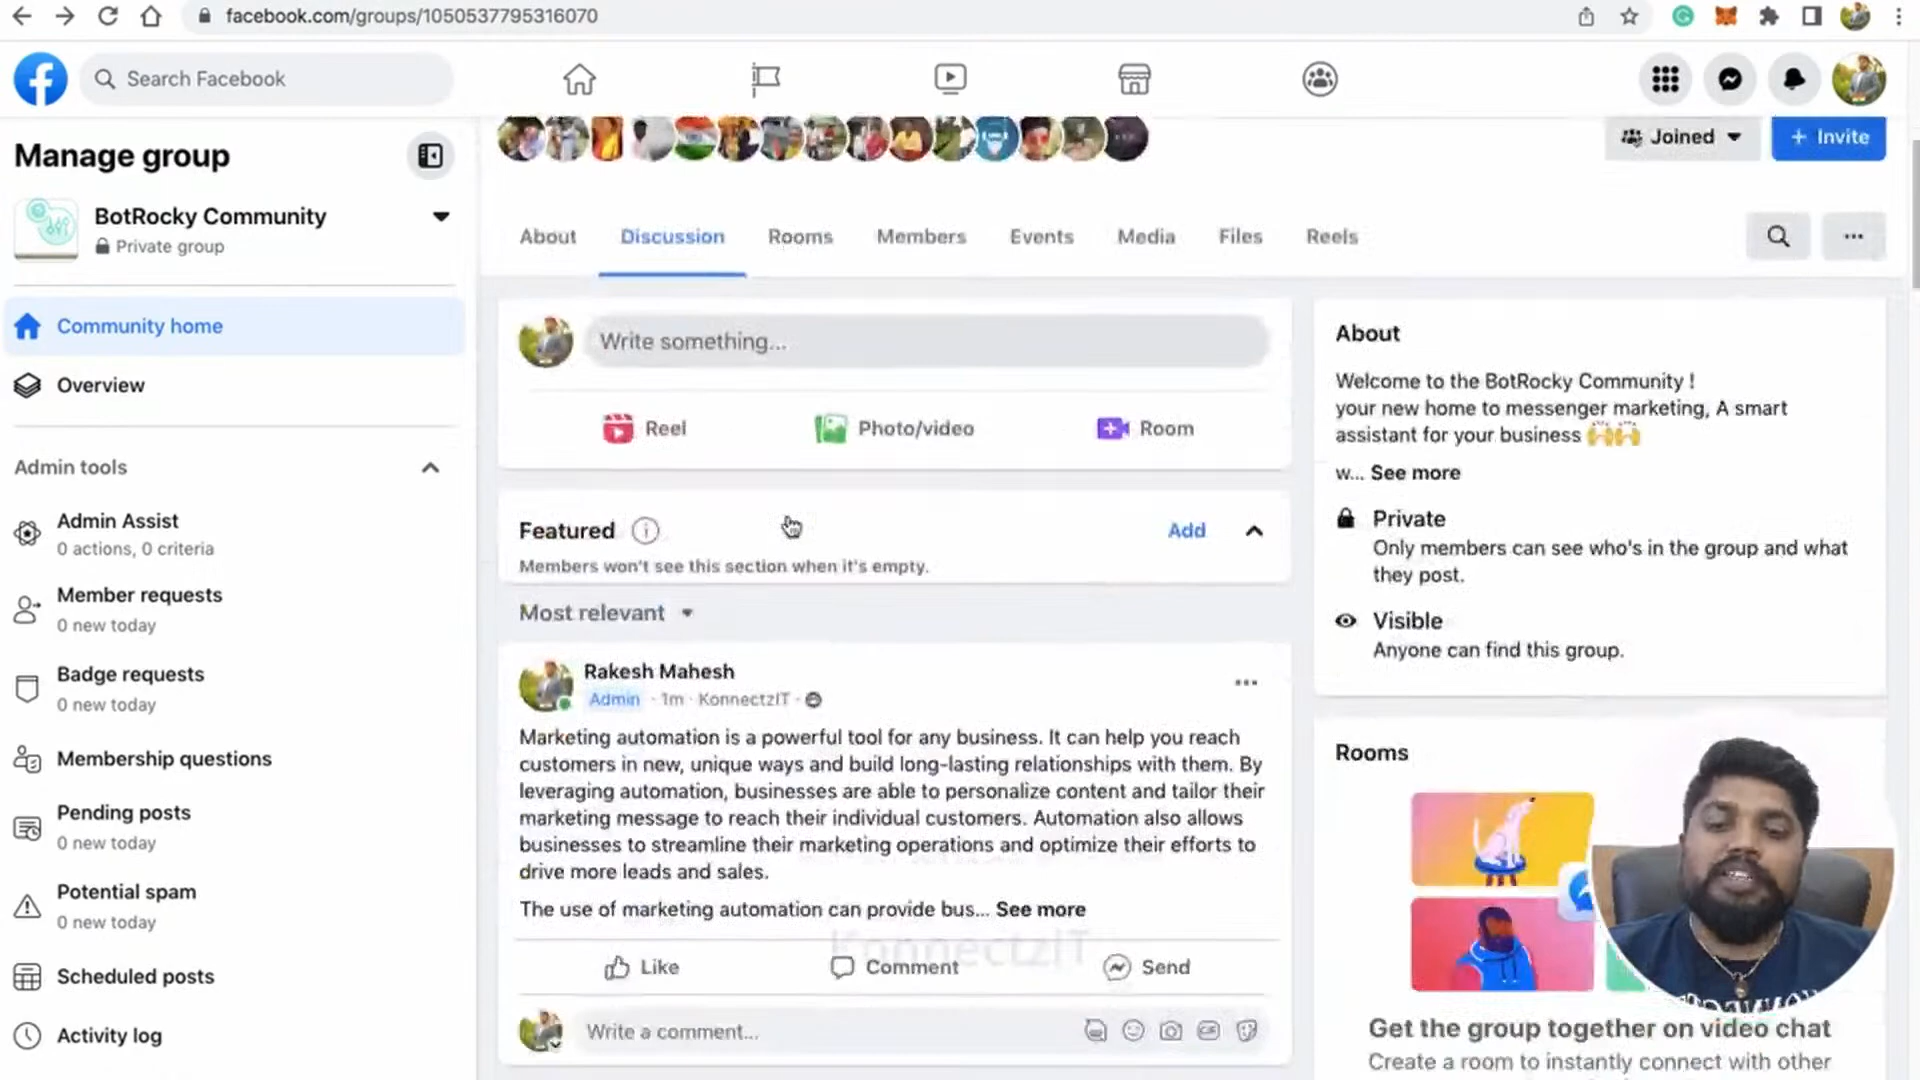 facebook.com/groups/1050537795316070
Search Facebook
Manage group
BotRocky Community
Private group
Community home
Overview
Admin tools
Admin Assist
0 actions, 0 criteria
Member requests
0 new today
Badge requests
0 new today
Membership questions
Pending posts
0 new today
Potential spam
0 new today
Scheduled posts
Activity log
Joined
+ Invite
About Discussion Rooms Members Events Media Files Reels
Write something...
Reel Photo/video Room
Featured
Add
Members won't see this section when it's empty.
Most relevant
Rakesh Mahesh
Admin · 1m · KonnectzIT ·
Marketing automation is a powerful tool for any business. It can help you reach
customers in new, unique ways and build long-lasting relationships with them. By
leveraging automation, businesses are able to personalize content and tailor their
marketing message to reach their individual customers. Automation also allows
businesses to streamline their marketing operations and optimize their efforts to
drive more leads and sales.
The use of marketing automation can provide bus... See more
KonnectzIT
Like Comment Send
Write a comment...
GIF
About
Welcome to the BotRocky Community !
your new home to messenger marketing, A smart
assistant for your business 🙌🙌
w... See more
Private
Only members can see who's in the group and what
they post.
Visible
Anyone can find this group.
Rooms
Get the group together on video chat
Create a room to instantly connect with other